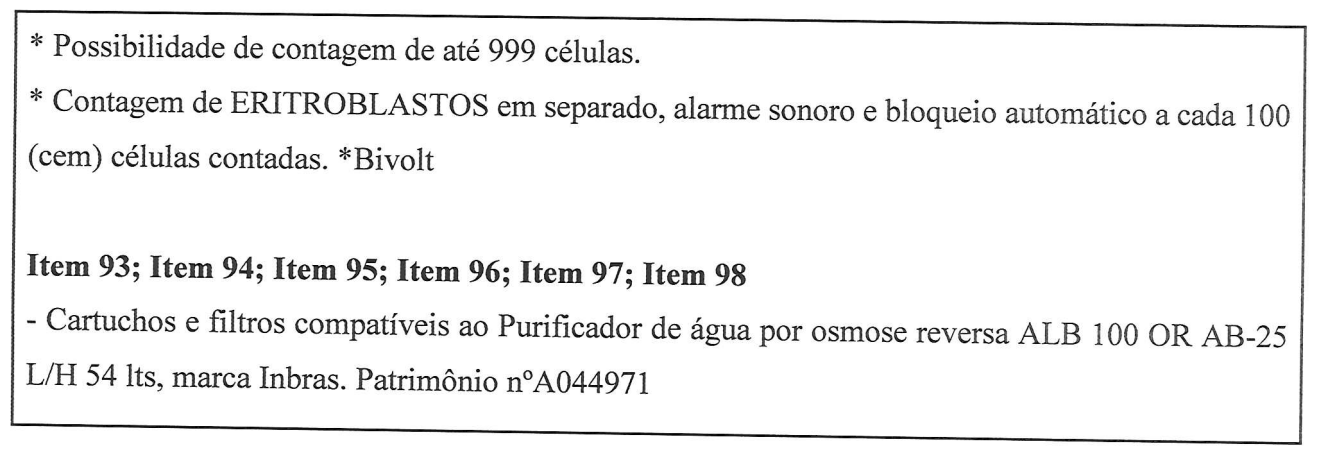 * Possibilidade de contagem de até 999 células.
* Contagem de ERITROBLASTOS em separado, alarme sonoro e bloqueio automático a cada 100
(cem) células contadas. *Bivolt
Item 93; Item 94; Item 95; Item 96; Item 97; Item 98
- Cartuchos e filtros compatíveis ao Purificador de água por osmose reversa ALB 100 OR AB-25
L/H 54 lts, marca Inbras. Patrimônio nºA044971